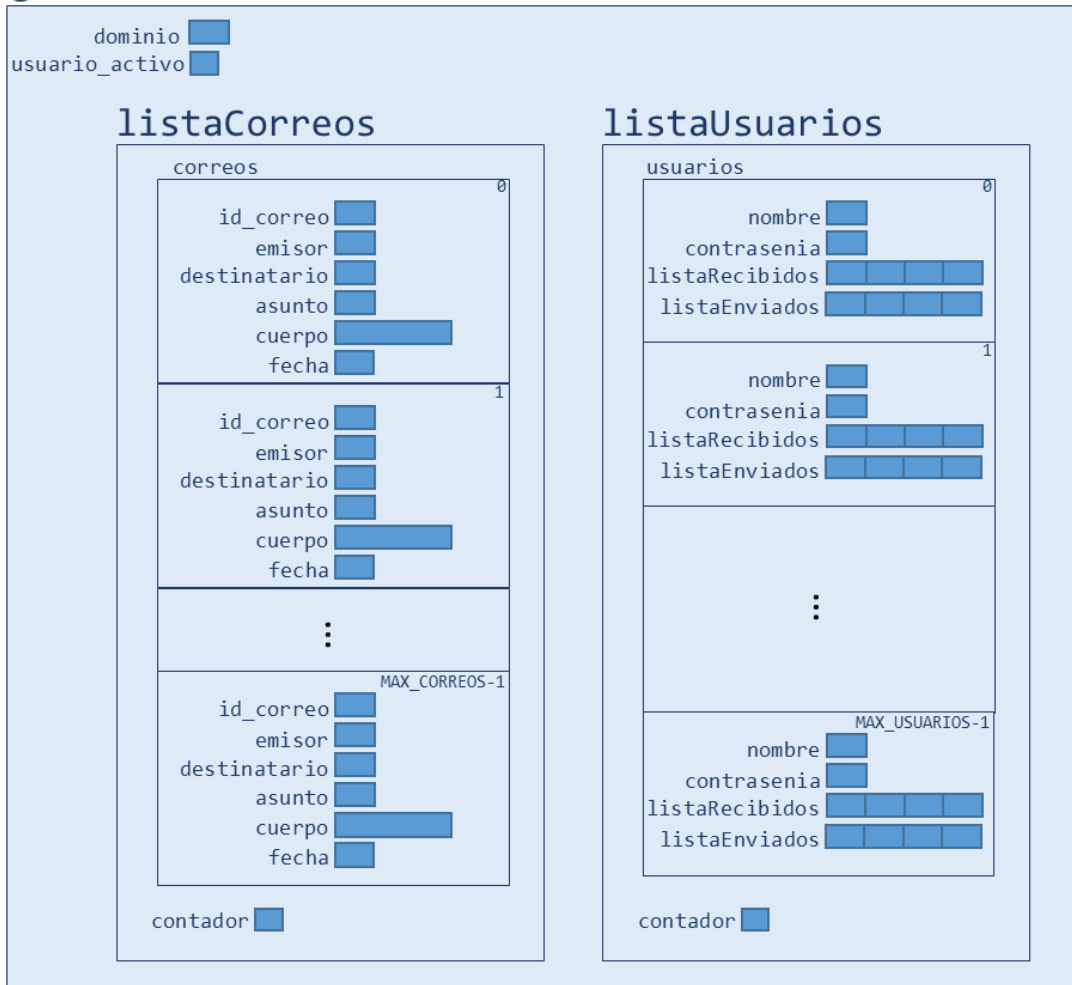 dominio
usuario_activo
listaCorreos
correos
0
id_correo
emisor
destinatario
asunto
cuerpo
fecha
1
id_correo
emisor
destinatario
asunto
cuerpo
fecha
⋮
MAX_CORREOS-1
id_correo
emisor
destinatario
asunto
cuerpo
fecha
contador
listaUsuarios
usuarios
0
nombre
contrasenia
listaRecibidos
listaEnviados
1
nombre
contrasenia
listaRecibidos
listaEnviados
⋮
MAX_USUARIOS-1
nombre
contrasenia
listaRecibidos
listaEnviados
contador